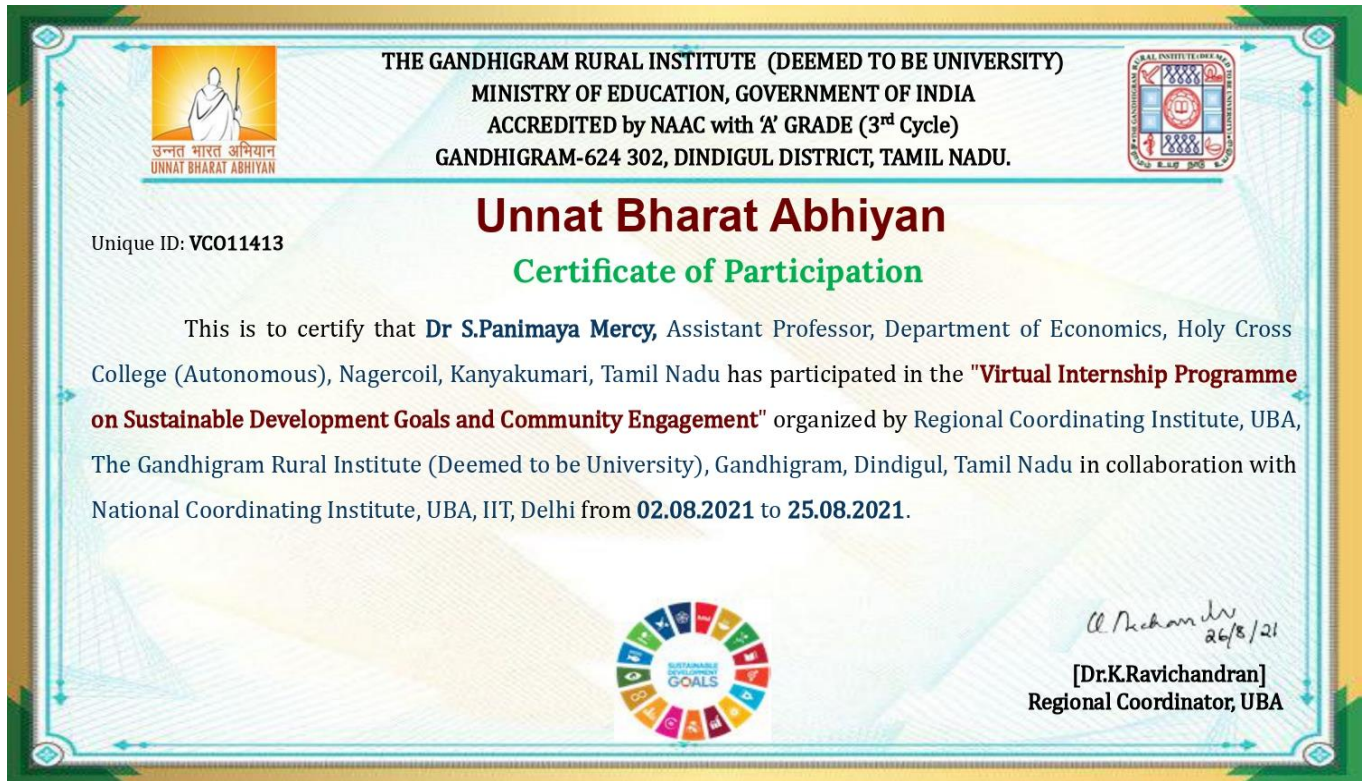 THE GANDHIGRAM RURAL INSTITUTE (DEEMED TO BE UNIVERSITY)
MINISTRY OF EDUCATION, GOVERNMENT OF INDIA
ACCREDITED by NAAC with ‘A’ GRADE (3rd Cycle)
GANDHIGRAM-624 302, DINDIGUL DISTRICT, TAMIL NADU.
उन्नत भारत अभियान
UNNAT BHARAT ABHIYAN
Unnat Bharat Abhiyan
Unique ID: VCO11413
Certificate of Participation
This is to certify that Dr S.Panimaya Mercy, Assistant Professor, Department of Economics, Holy Cross
College (Autonomous), Nagercoil, Kanyakumari, Tamil Nadu has participated in the "Virtual Internship Programme
on Sustainable Development Goals and Community Engagement" organized by Regional Coordinating Institute, UBA,
The Gandhigram Rural Institute (Deemed to be University), Gandhigram, Dindigul, Tamil Nadu in collaboration with
National Coordinating Institute, UBA, IIT, Delhi from 02.08.2021 to 25.08.2021.
SUSTAINABLE
DEVELOPMENT
GOALS
26/8/21
[Dr.K.Ravichandran]
Regional Coordinator, UBA